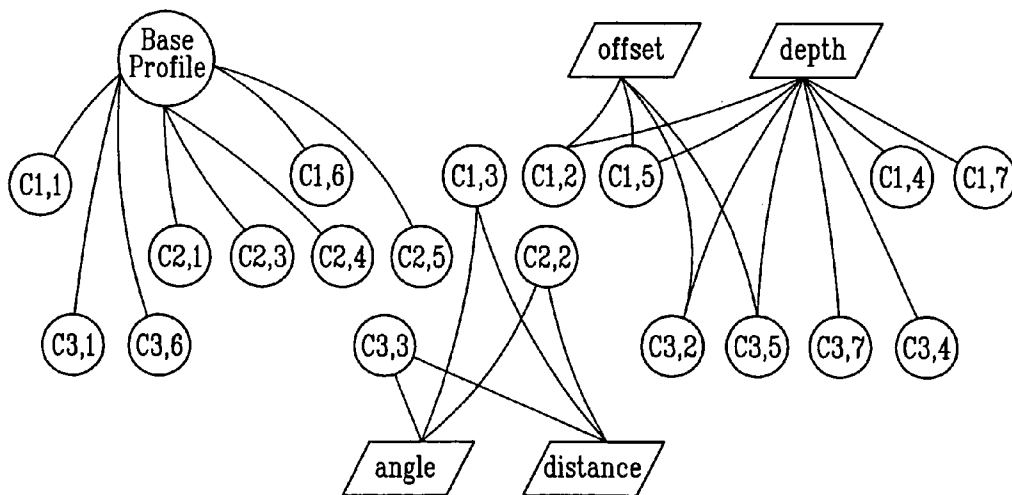 Base
Profile
offset
depth
C1,1
C1,6
C1,3
C1,2
C1,5
C1,4
C1,7
C2,1
C2,3
C2,4
C2,5
C2,2
C3,1
C3,6
C3,3
C3,2
C3,5
C3,7
C3,4
angle
distance